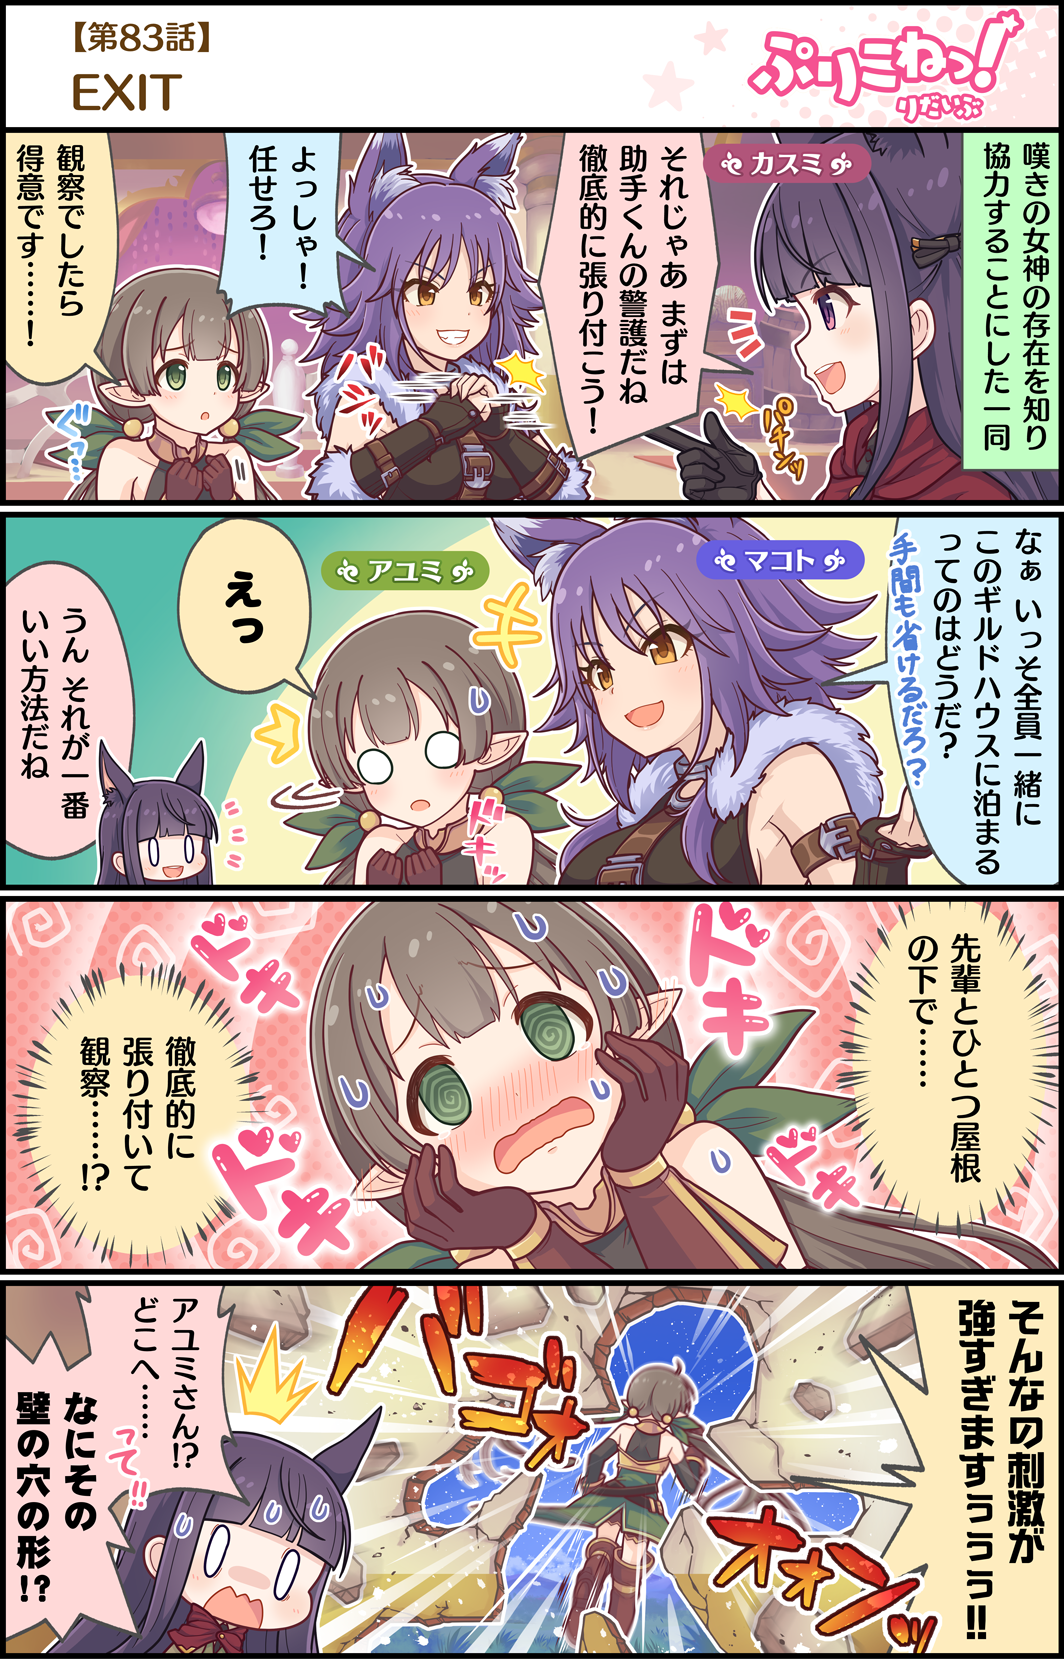 【第83話】
EXIT
ぷりこねっ!
りだいぶ
嘆きの女神の存在を知り
協力することにした一同
カスミ
それじゃあ まずは
助手くんの警護だね
徹底的に張り付こう!
パチンッ
よっしゃ!
任せろ!
バシッ
観察でしたら
得意です……!
ぐっ…
なぁ いっそ全員一緒に
このギルドハウスに泊まる
ってのはどうだ?
手間も省けるだろ?
マコト
アユミ
えっ
ドキッ
うん それが一番
いい方法だね
先輩とひとつ屋根
の下で……
ドキ
ドキ
ドキ
ドキ
徹底的に
張り付いて
観察……!?
そんなの刺激が
強すぎますぅぅぅ!!
バゴォ
オォンッ
アユミさん!?
どこへ……
って!!
なにその
壁の穴の形!?